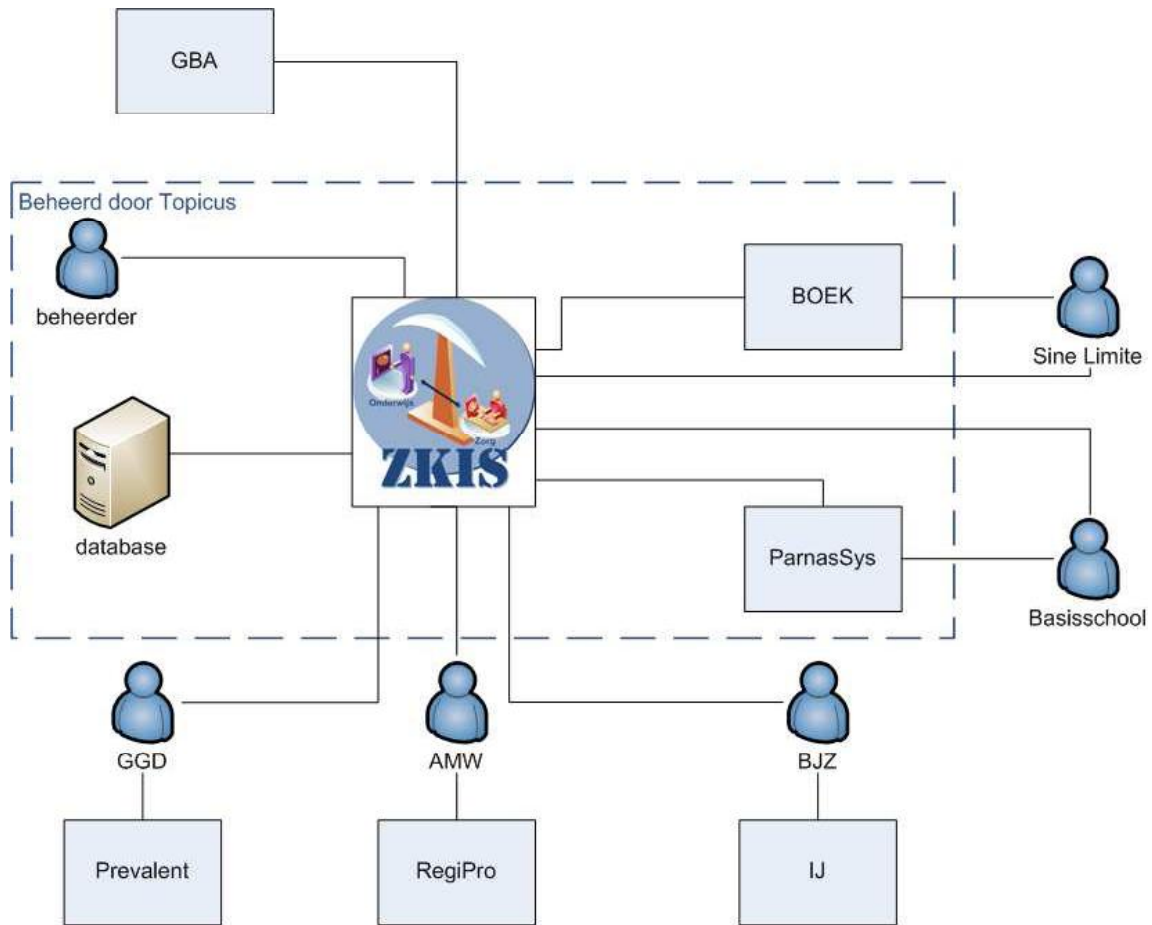 GBA
Beheerd door Topicus
beheerder
BOEK
Sine Limite
Onderwijs
Zorg
ZKIS
database
ParnasSys
Basisschool
GGD
AMW
BJZ
Prevalent
RegiPro
IJ